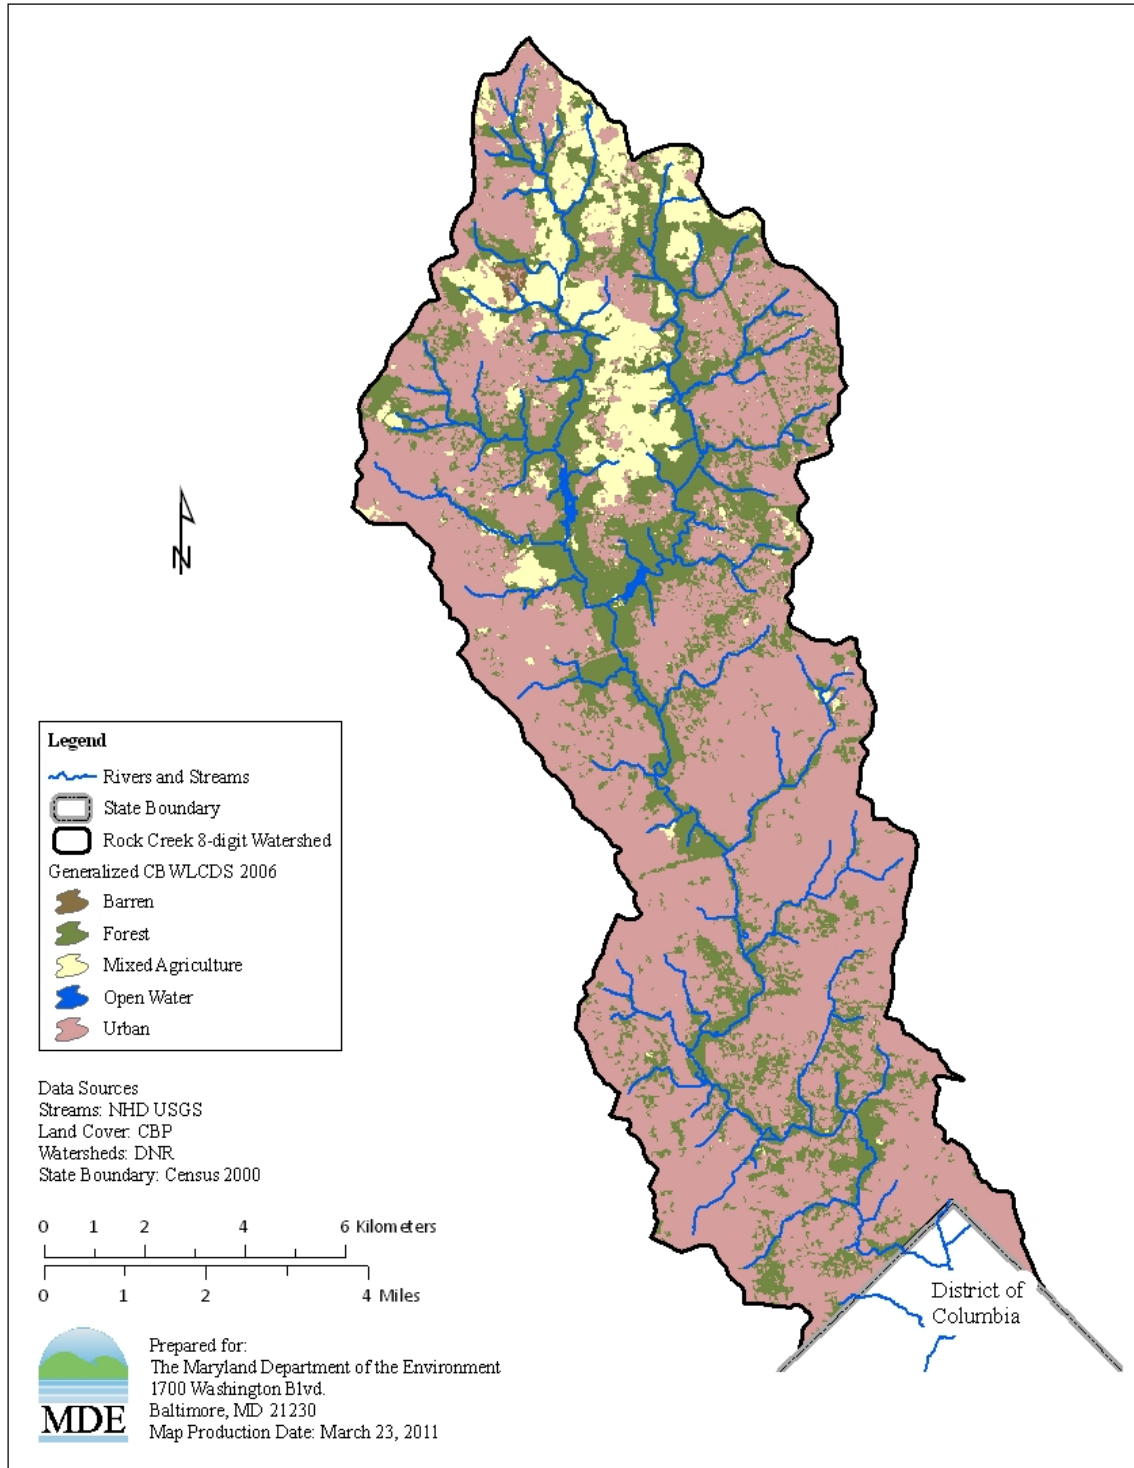 N
Legend
Rivers and Streams
State Boundary
Rock Creek 8-digit Watershed
Generalized CBWLCDS 2006
Barren
Forest
Mixed Agriculture
Open Water
Urban
Data Sources
Streams: NHD USGS
Land Cover: CBP
Watersheds: DNR
State Boundary: Census 2000
0 1 2 4 6 Kilometers
0 1 2 4 Miles
District of
Columbia
MDE
Prepared for:
The Maryland Department of the Environment
1700 Washington Blvd.
Baltimore, MD 21230
Map Production Date: March 23, 2011